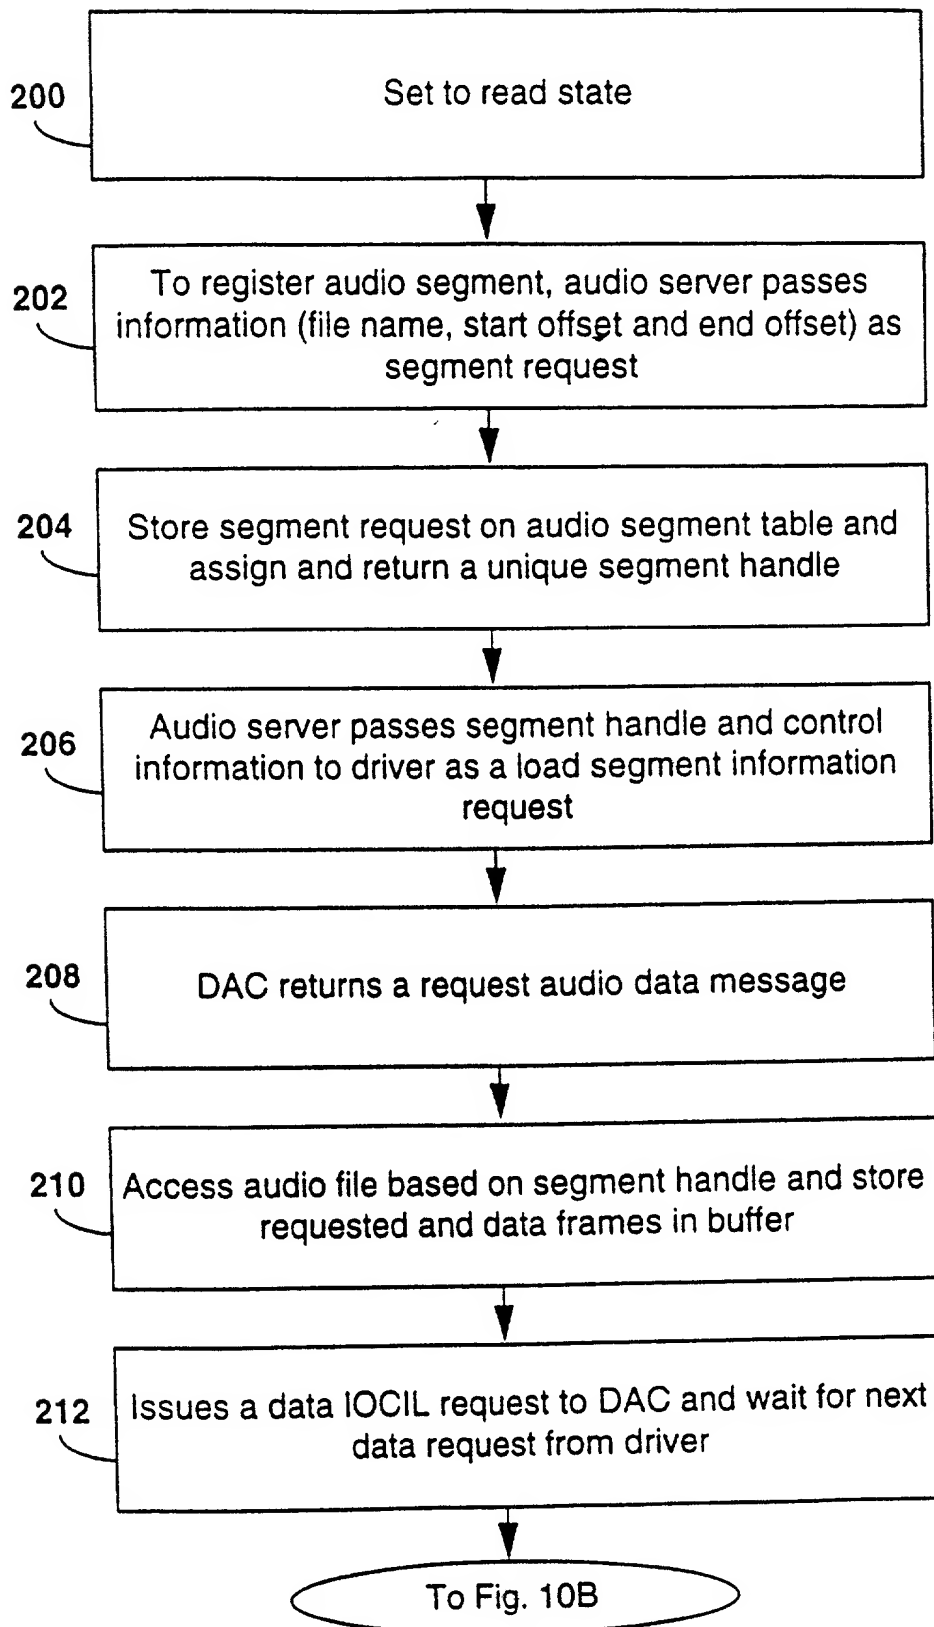 200
Set to read state
202
To register audio segment, audio server passes
information (file name, start offset and end offset) as
segment request
204
Store segment request on audio segment table and
assign and return a unique segment handle
206
Audio server passes segment handle and control
information to driver as a load segment information
request
208
DAC returns a request audio data message
210
Access audio file based on segment handle and store
requested and data frames in buffer
212
Issues a data IOCIL request to DAC and wait for next
data request from driver
To Fig. 10B